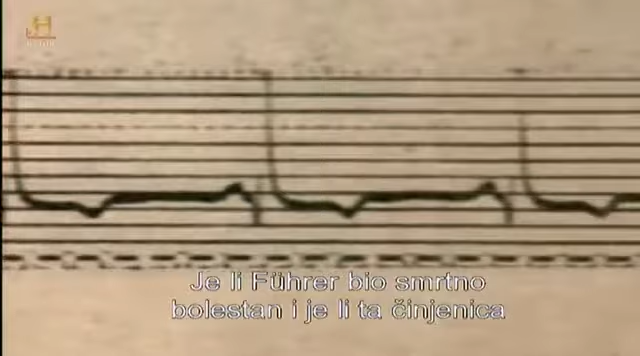 Je li Führer bio smrtno
bolestan i je li ta činjenica